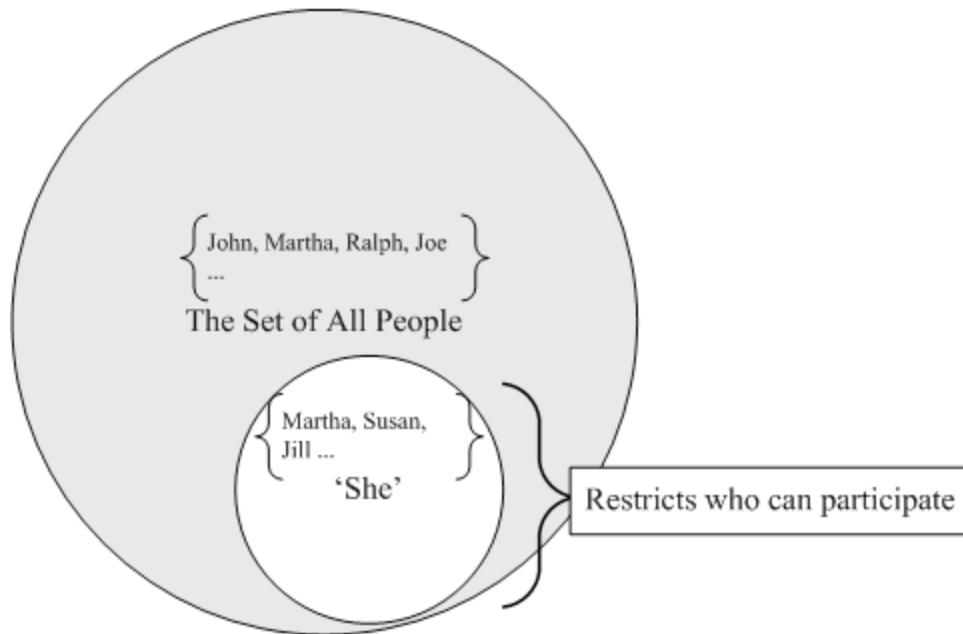 John, Martha, Ralph, Joe
...
The Set of All People
Martha, Susan,
Jill ...
‘She’
Restricts who can participate